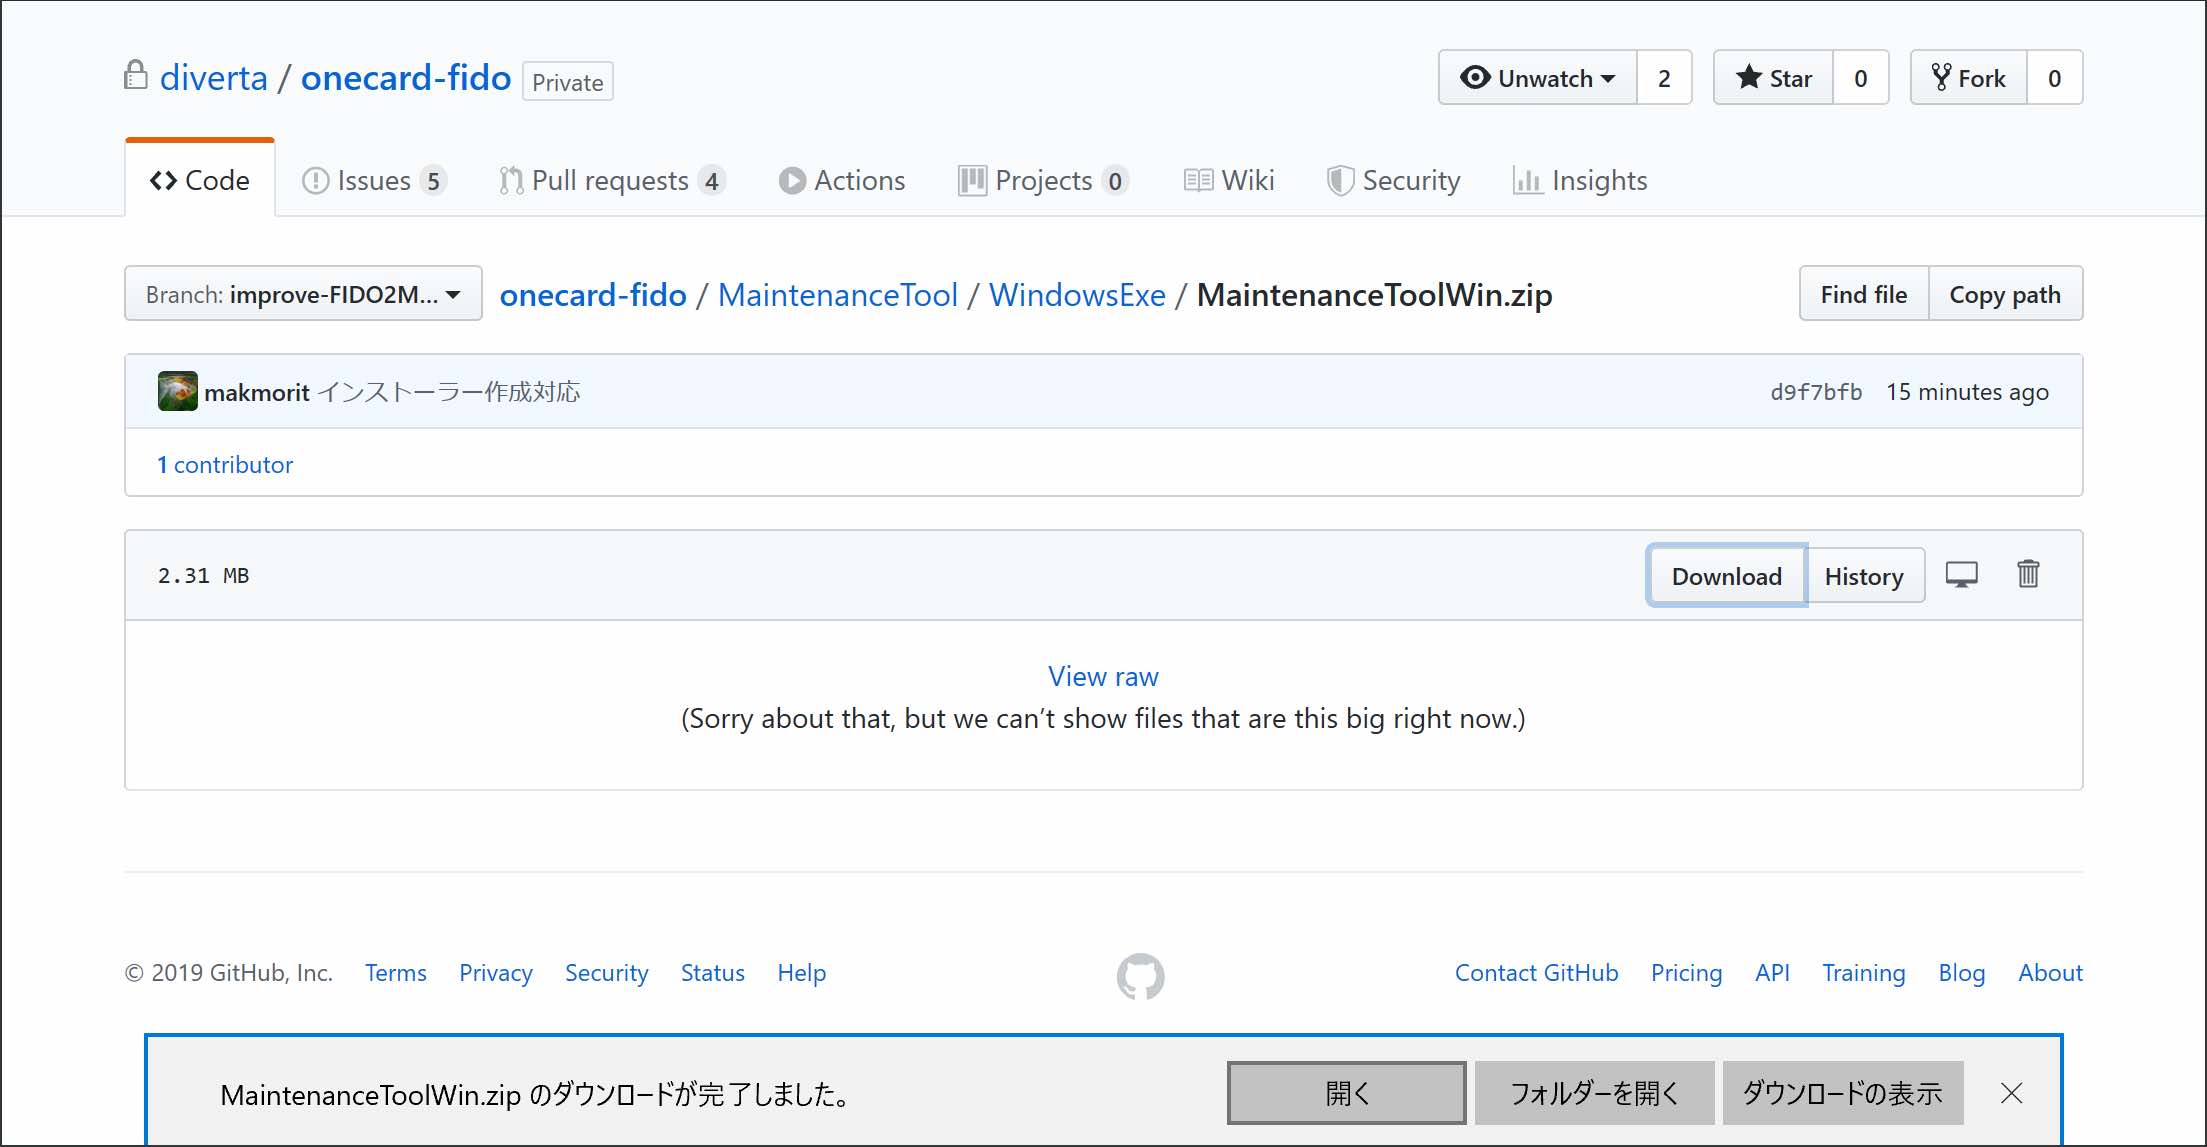 diverta / onecard-fido Private Unwatch 2 Star 0 Fork 0
Code Issues 5 Pull requests 4 Actions Projects 0 Wiki Security Insights
Branch: improve-FIDO2M... onecard-fido / MaintenanceTool / WindowsExe / MaintenanceToolWin.zip Find file Copy path
makmorit インストーラー作成対応 d9f7bfb 15 minutes ago
1 contributor
2.31 MB Download History
View raw
(Sorry about that, but we can’t show files that are this big right now.)
© 2019 GitHub, Inc. Terms Privacy Security Status Help Contact GitHub Pricing API Training Blog About
MaintenanceToolWin.zip のダウンロードが完了しました。 開く フォルダーを開く ダウンロードの表示